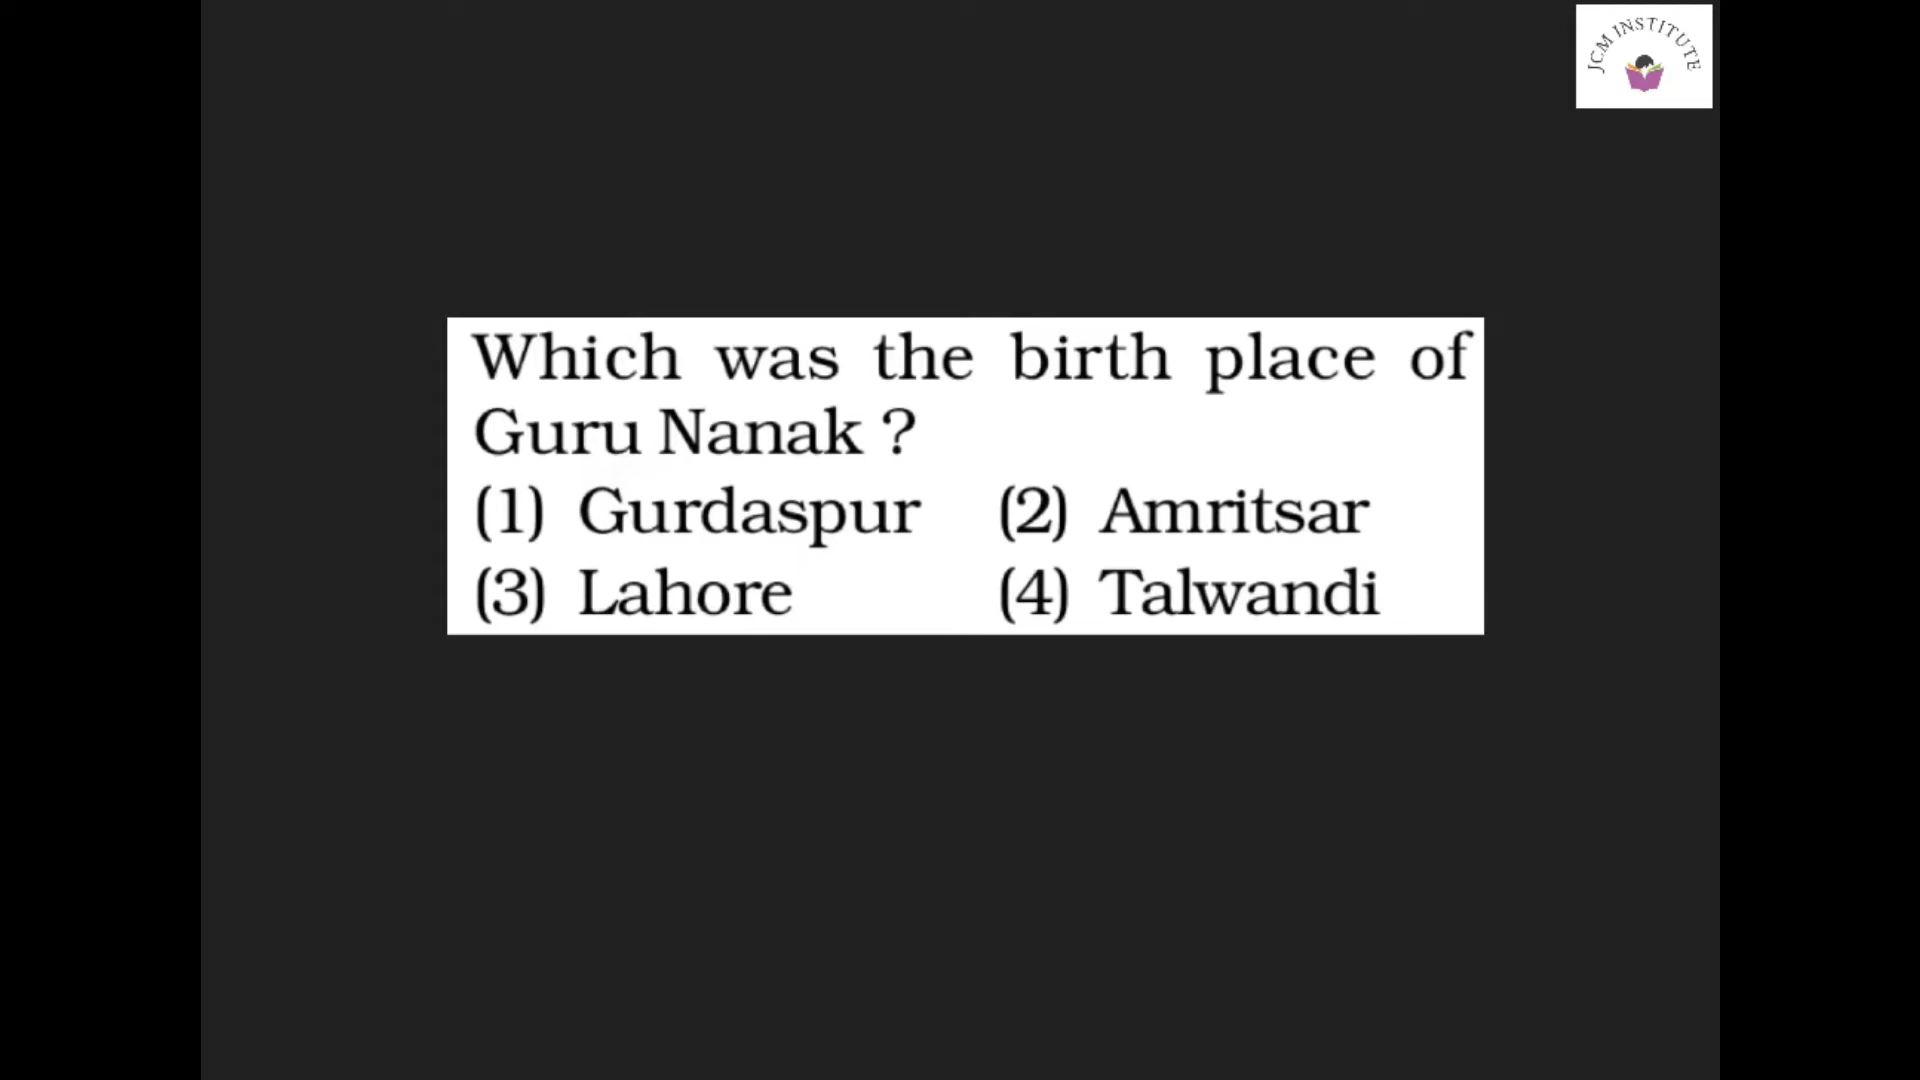 JCM INSTITUTE
Which was the birth place of
Guru Nanak ?
(1) Gurdaspur (2) Amritsar
(3) Lahore (4) Talwandi